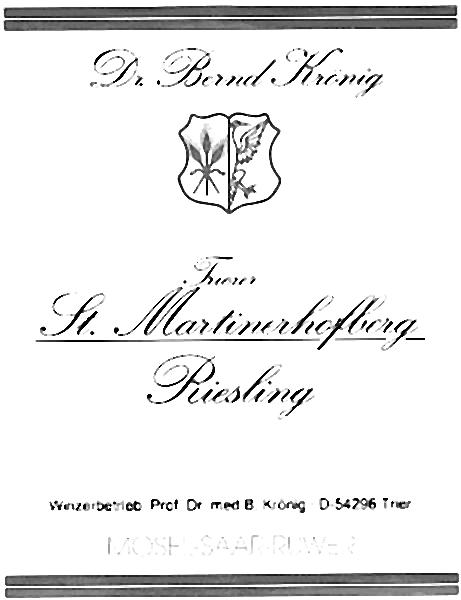 Dr. Bernd Krönig
Trierer
St. Martinerhofberg
Riesling
Winzerbetrieb Prof. Dr. med B. Krönig · D-54296 Trier
MOSEL-SAAR-RUWER